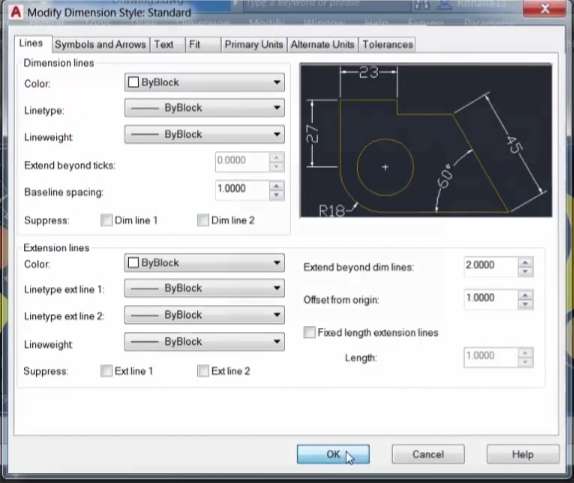 Modify Dimension Style: Standard
Lines Symbols and Arrows Text Fit Primary Units Alternate Units Tolerances
Dimension lines
Color: ByBlock
Linetype: ByBlock
Lineweight: ByBlock
Extend beyond ticks: 0.0000
Baseline spacing: 1.0000
Suppress: Dim line 1 Dim line 2
23
27
45
60°
R18
Extension lines
Color: ByBlock
Linetype ext line 1: ByBlock
Linetype ext line 2: ByBlock
Lineweight: ByBlock
Suppress: Ext line 1 Ext line 2
Extend beyond dim lines: 2.0000
Offset from origin: 1.0000
Fixed length extension lines
Length: 1.0000
OK Cancel Help